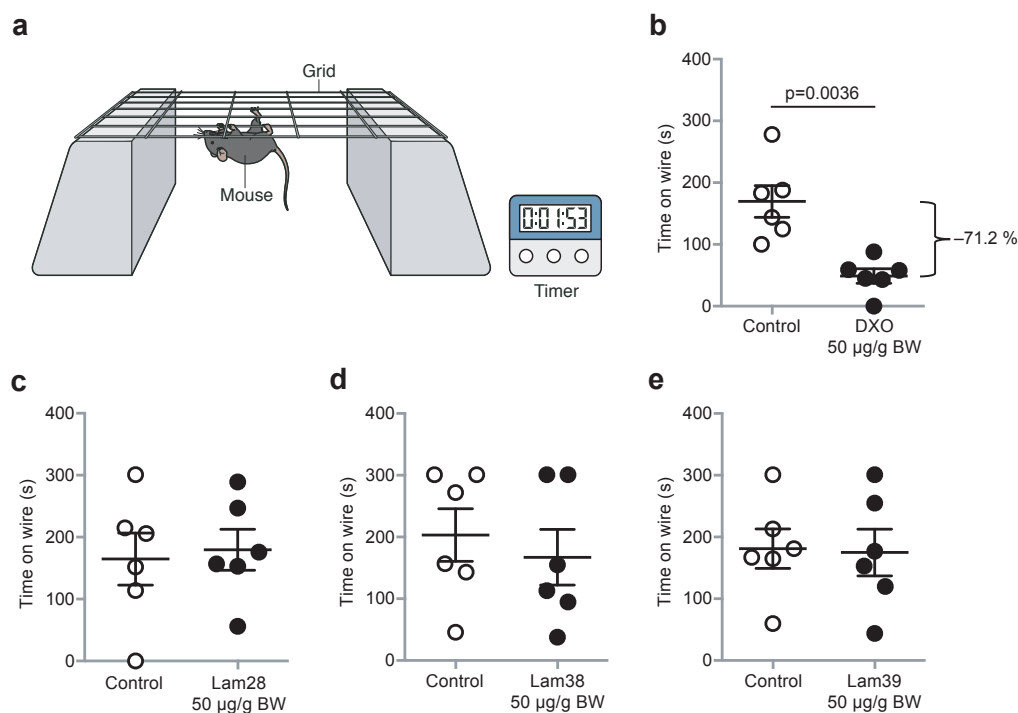 a
Grid
Mouse
0:01:53
Timer
b
Time on wire (s)
400
300
200
100
0
p=0.0036
–71.2 %
Control
DXO
50 µg/g BW
c
Time on wire (s)
400
300
200
100
0
Control
Lam28
50 µg/g BW
d
Time on wire (s)
400
300
200
100
0
Control
Lam38
50 µg/g BW
e
Time on wire (s)
400
300
200
100
0
Control
Lam39
50 µg/g BW